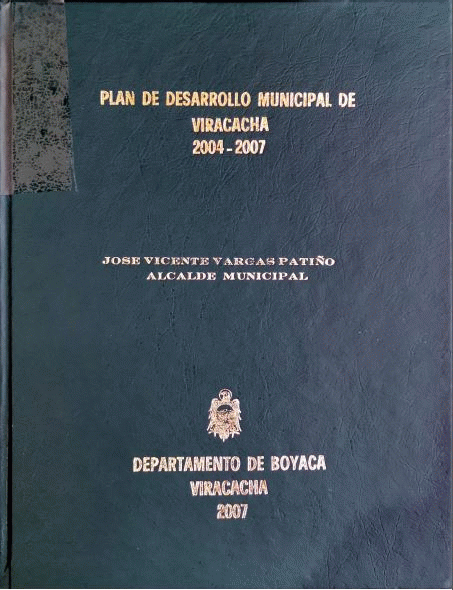 PLAN DE DESARROLLO MUNICIPAL DE
VIRACACHA
2004-2007
JOSE VICENTE VARGAS PATIÑO
ALCALDE MUNICIPAL
DEPARTAMENTO DE BOYACA
VIRACACHA
2007